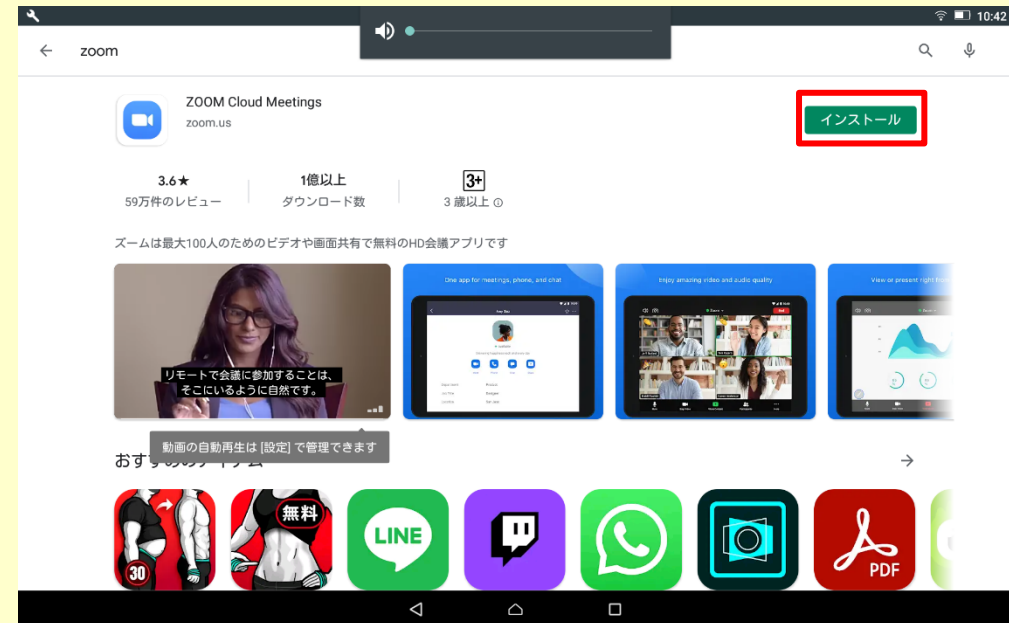 10:42
zoom
ZOOM Cloud Meetings
zoom.us
インストール
3.6★
59万件のレビュー
1億以上
ダウンロード数
3+
3 歳以上
ズームは最大100人のためのビデオや画面共有で無料のHD会議アプリです
リモートで会議に参加することは、
そこにいるように自然です。
One app for meetings, phone, and chat
Enjoy amazing video and audio quality
View or present right from
動画の自動再生は [設定] で管理できます
おすすめのアイテム
30
無料
LINE
PDF